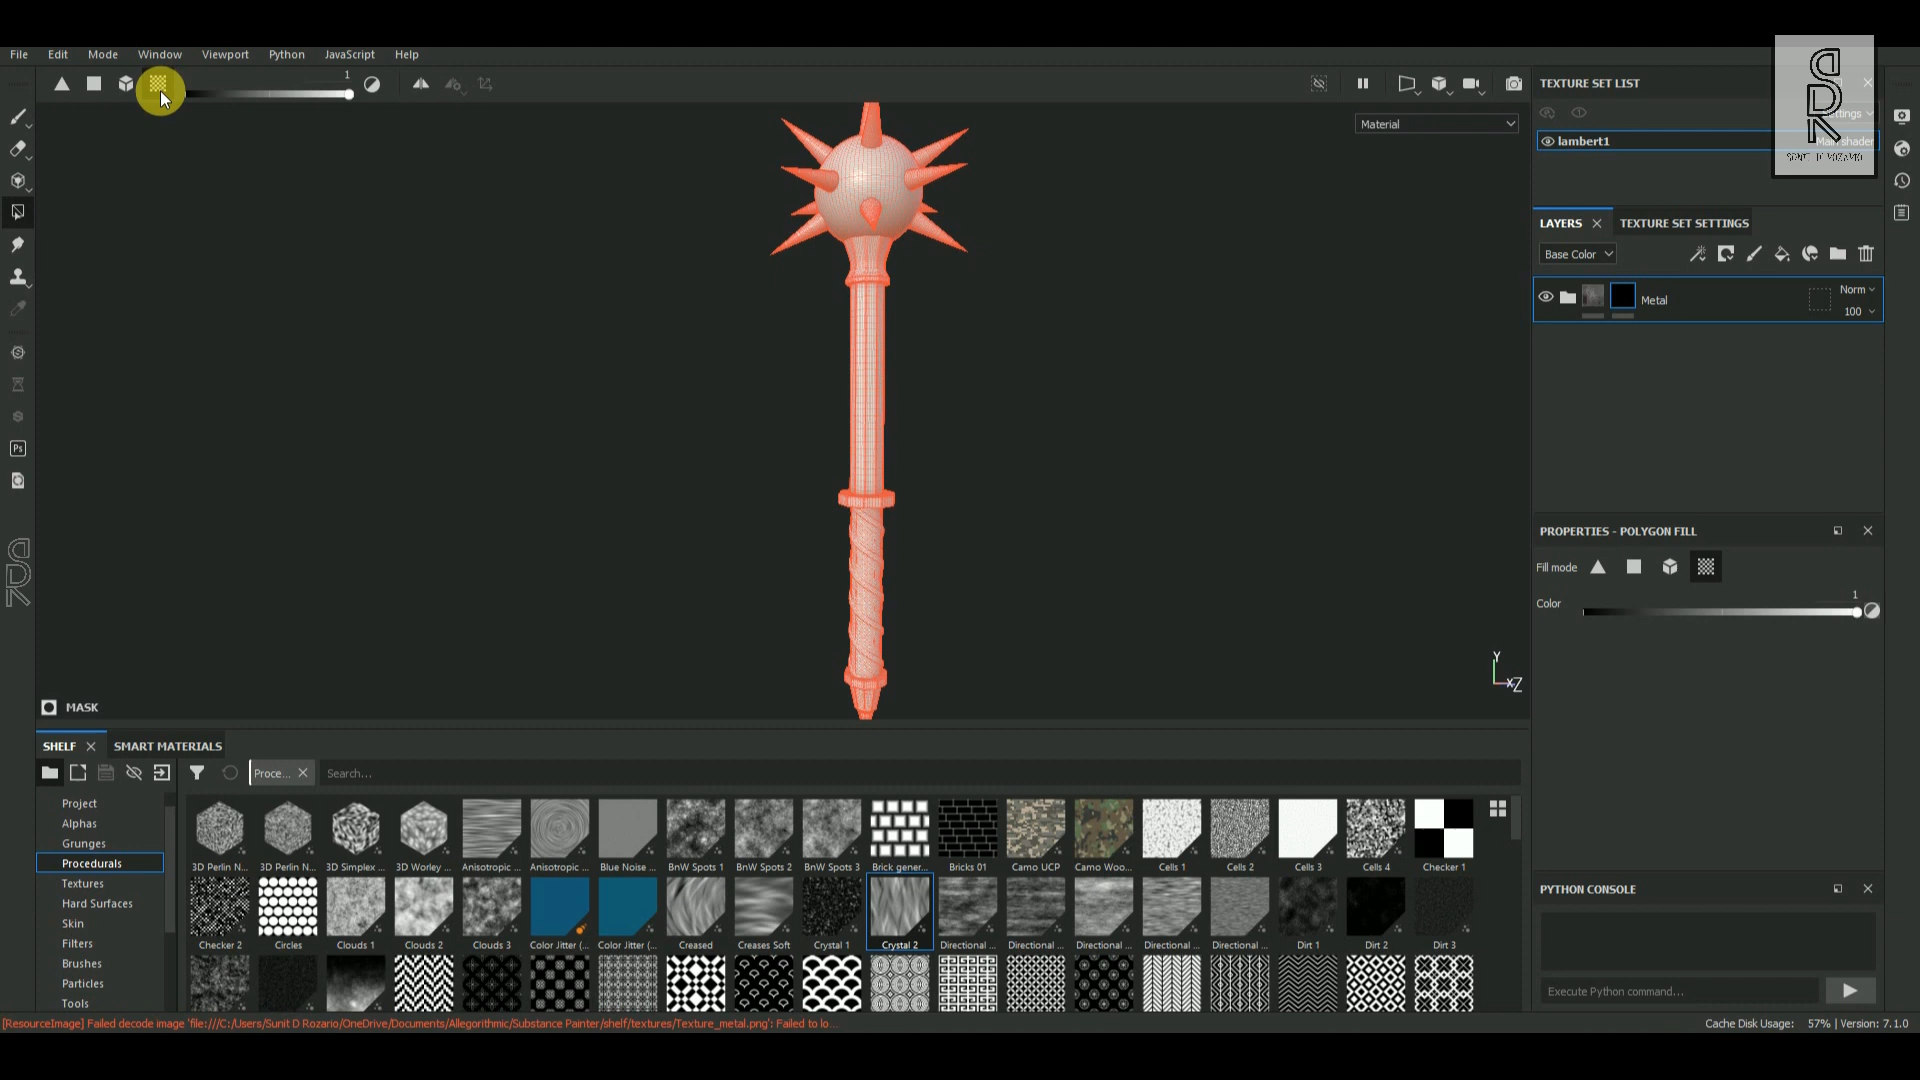 File Edit Mode Window Viewport Python JavaScript Help
1
Material
MASK
Y
X Z
TEXTURE SET LIST
lambert1
SDR
LAYERS
TEXTURE SET SETTINGS
Base Color
Metal
Norm
100
PROPERTIES - POLYGON FILL
Fill mode
Color
1
PYTHON CONSOLE
Execute Python command...
Ps
SDR
SHELF
SMART MATERIALS
Proce...
Search...
Project
Alphas
Grunges
Procedurals
Textures
Hard Surfaces
Skin
Filters
Brushes
Particles
Tools
3D Perlin N... 3D Perlin N... 3D Simplex ... 3D Worley ... Anisotropic ... Anisotropic ... Blue Noise ... BnW Spots 1 BnW Spots 2 BnW Spots 3 Brick gener... Bricks 01 Camo UCP Camo Woo... Cells 1 Cells 2 Cells 3 Cells 4 Checker 1
Checker 2 Circles Clouds 1 Clouds 2 Clouds 3 Color Jitter (... Color Jitter (... Creased Creases Soft Crystal 1 Crystal 2 Directional ... Directional ... Directional ... Directional ... Directional ... Dirt 1 Dirt 2 Dirt 3
[ResourceImage] Failed decode image 'file:///C:/Users/Sunit D Rozario/OneDrive/Documents/Allegorithmic/Substance Painter/shelf/textures/Texture_metal.png': Failed to lo...
Cache Disk Usage: 57% | Version: 7.1.0